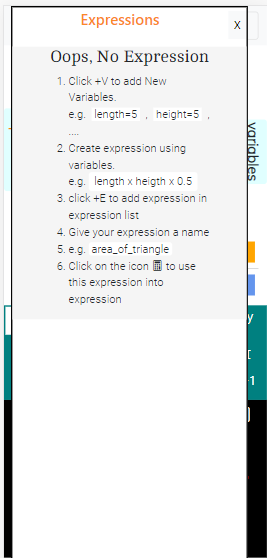 Expressions
X
Oops, No Expression
1. Click +V to add New
Variables.
e.g. length=5 , height=5 ,
....
2. Create expression using
variables.
e.g. length x heigth x 0.5
3. click +E to add expression in
expression list
4. Give your expression a name
5. e.g. area_of_triangle
6. Click on the icon to use
this expression into
expression
variables
y
1